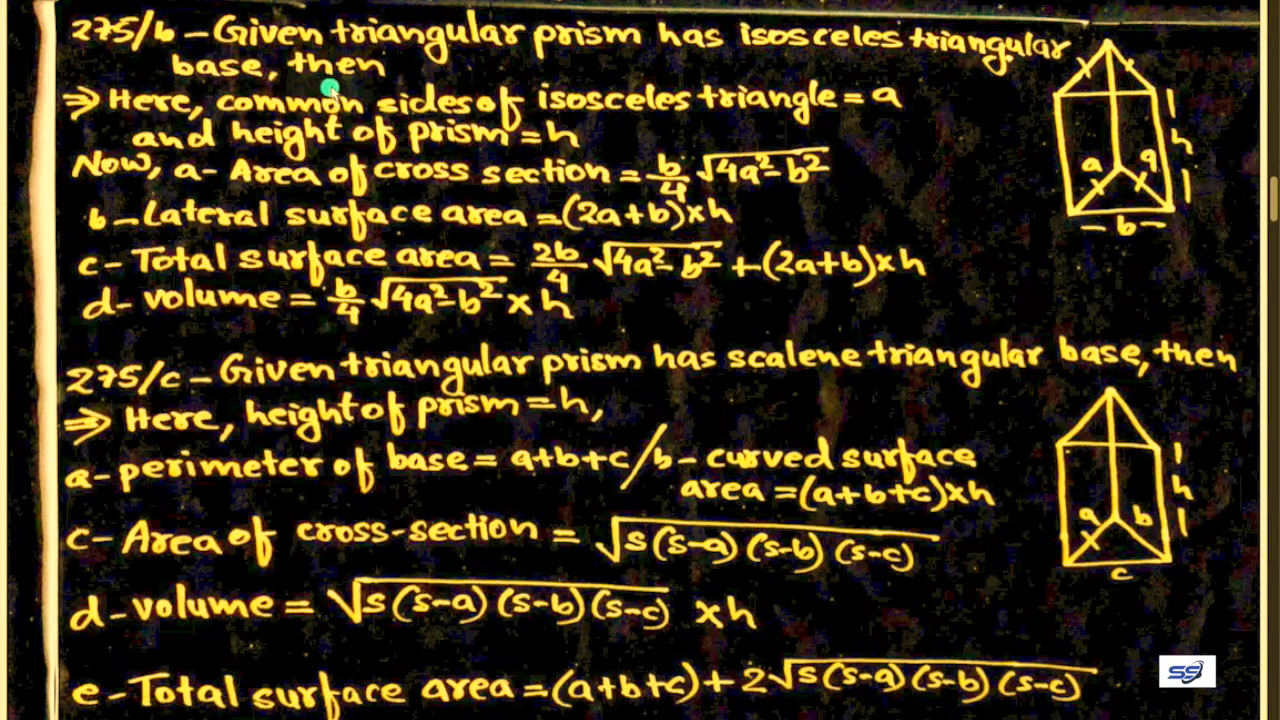 275/b - Given triangular prism has isosceles triangular
base, then
⇒ Here, common sides of isosceles triangle = a
and height of prism = h
Now, a- Area of cross section = b/4 √4a²-b²
b- Lateral surface area = (2a+b)×h
c- Total surface area = 2b/4 √4a²-b² + (2a+b)×h
d- volume = b/4 √4a²-b² × h
a a h
b
275/c - Given triangular prism has scalene triangular base, then
⇒ Here, height of prism = h,
a- perimeter of base = a+b+c / b- curved surface
area = (a+b+c)×h
c- Area of cross-section = √s(s-a)(s-b)(s-c)
d- volume = √s(s-a)(s-b)(s-c) ×h
e- Total surface area = (a+b+c) + 2√s(s-a)(s-b)(s-c)
a b h
c
S9